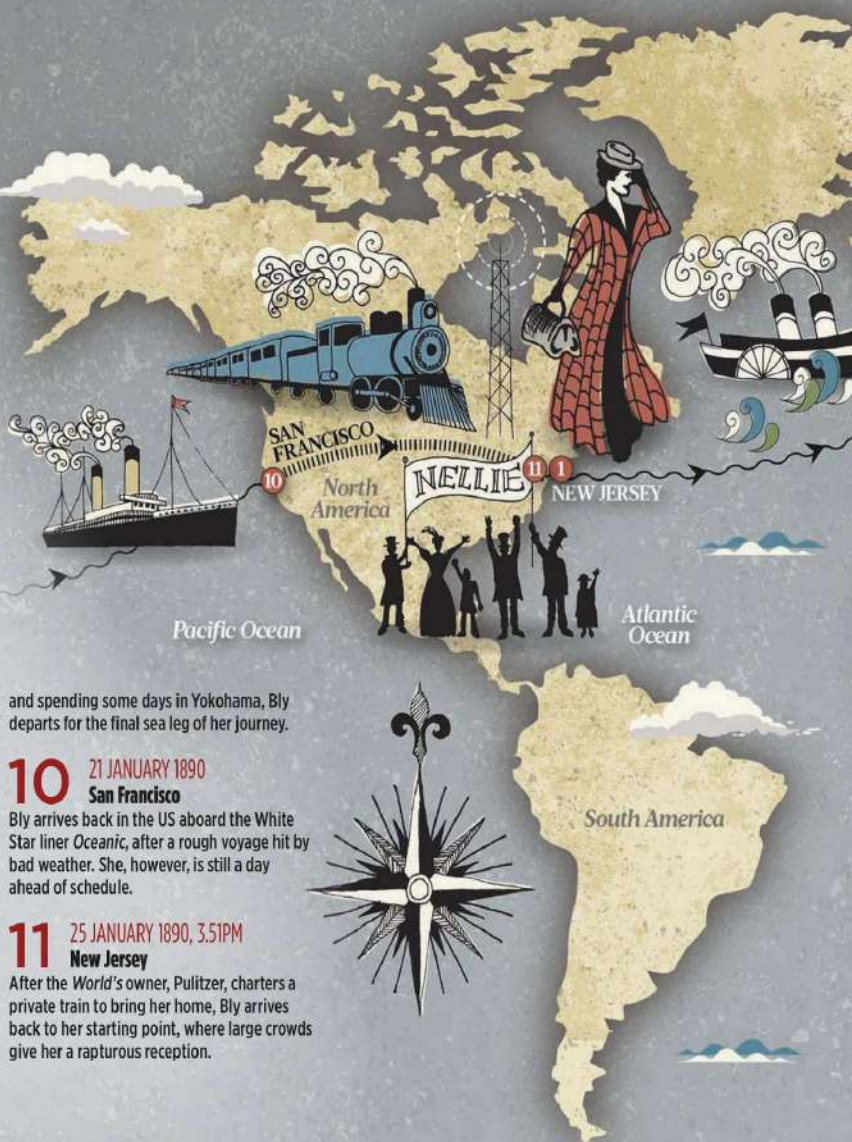 SAN
FRANCISCO
10
North
America
NELLIE
11
1
NEW JERSEY
Pacific Ocean
Atlantic
Ocean
and spending some days in Yokohama, Bly
departs for the final sea leg of her journey.
10 21 JANUARY 1890
San Francisco
Bly arrives back in the US aboard the White
Star liner Oceanic, after a rough voyage hit by
bad weather. She, however, is still a day
ahead of schedule.
South America
11 25 JANUARY 1890, 3.51PM
New Jersey
After the World's owner, Pulitzer, charters a
private train to bring her home, Bly arrives
back to her starting point, where large crowds
give her a rapturous reception.